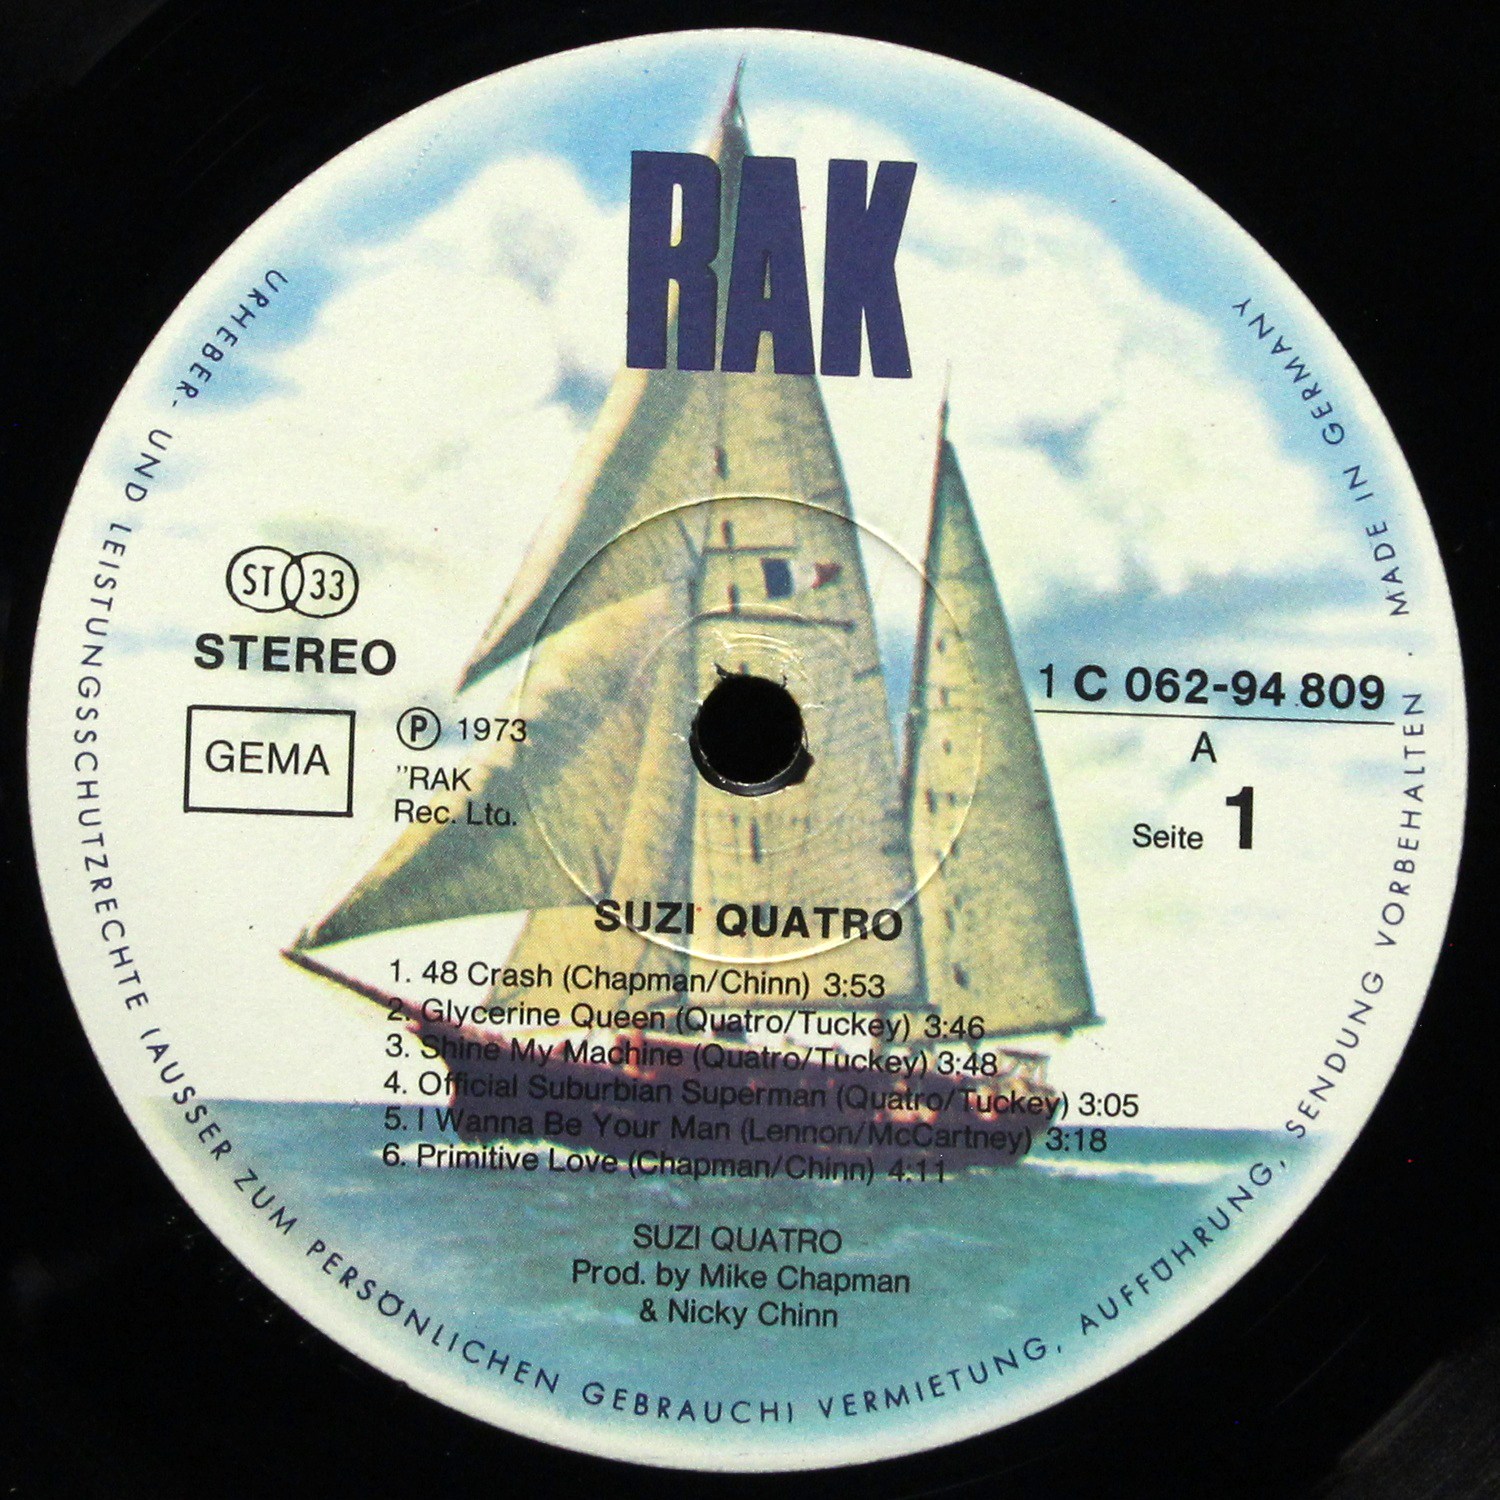 RAK
ST 33
STEREO
GEMA
Ⓟ 1973
"RAK
Rec. Ltd.
1 C 062-94 809
A
Seite 1
SUZI QUATRO
1. 48 Crash (Chapman/Chinn) 3:53
2. Glycerine Queen (Quatro/Tuckey) 3:46
3. Shine My Machine (Quatro/Tuckey) 3:48
4. Official Suburbian Superman (Quatro/Tuckey) 3:05
5. I Wanna Be Your Man (Lennon/McCartney) 3:18
6. Primitive Love (Chapman/Chinn) 4:11
SUZI QUATRO
Prod. by Mike Chapman
& Nicky Chinn
URHEBER- UND LEISTUNGSSCHUTZRECHTE (AUSSER ZUM PERSÖNLICHEN GEBRAUCH) VERMIETUNG, AUFFÜHRUNG, SENDUNG VORBEHALTEN · MADE IN GERMANY